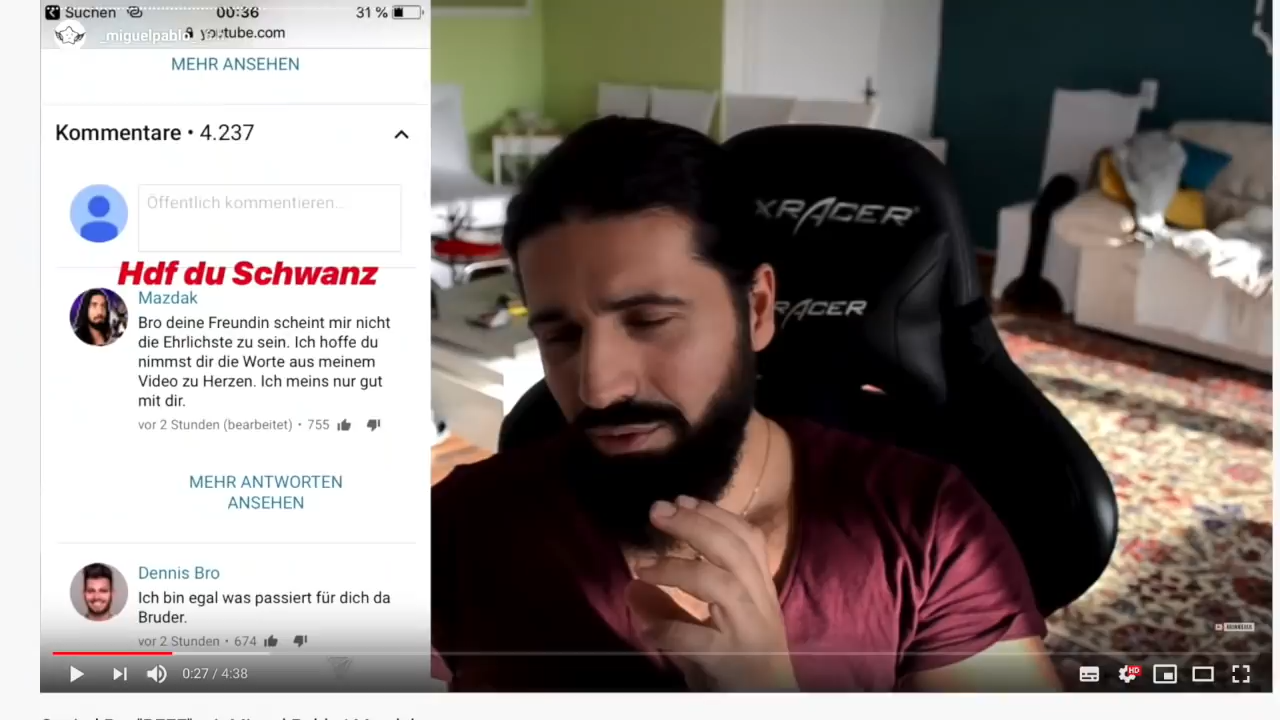 Suchen
00:36
31 %
_miguelpablo_
youtube.com
MEHR ANSEHEN
Kommentare • 4.237
Öffentlich kommentieren...
Hdf du Schwanz
Mazdak
Bro deine Freundin scheint mir nicht
die Ehrlichste zu sein. Ich hoffe du
nimmst dir die Worte aus meinem
Video zu Herzen. Ich meins nur gut
mit dir.
vor 2 Stunden (bearbeitet) • 755
MEHR ANTWORTEN
ANSEHEN
Dennis Bro
Ich bin egal was passiert für dich da
Bruder.
vor 2 Stunden • 674
XRACER
RACER
0:27 / 4:38
HD